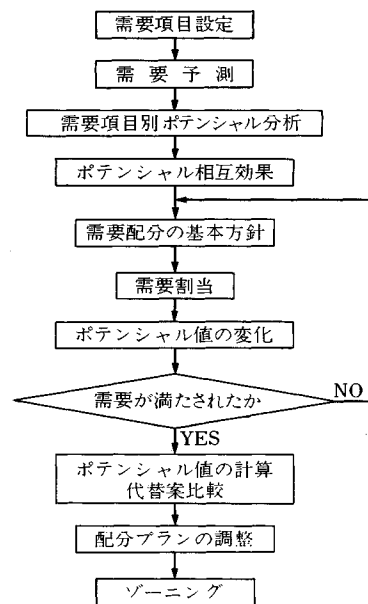 需要項目設定
需要予測
需要項目別ポテンシャル分析
ポテンシャル相互効果
需要配分の基本方針
需要割当
ポテンシャル値の変化
需要が満たされたか
NO
YES
ポテンシャル値の計算
代替案比較
配分プランの調整
ゾーニング